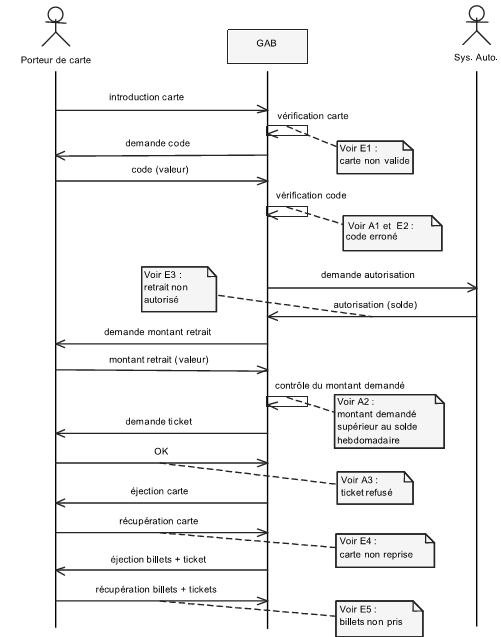 GAB
Porteur de carte
Sys. Auto.
introduction carte
vérification carte
demande code
Voir E1 :
carte non valide
code (valeur)
vérification code
Voir A1 et E2 :
code erroné
Voir E3 :
retrait non
autorisé
demande autorisation
autorisation (solde)
demande montant retrait
montant retrait (valeur)
contrôle du montant demandé
Voir A2 :
montant demandé
supérieur au solde
hebdomadaire
demande ticket
OK
Voir A3 :
ticket refusé
éjection carte
récupération carte
Voir E4 :
carte non reprise
éjection billets + ticket
récupération billets + tickets
Voir E5 :
billets non pris